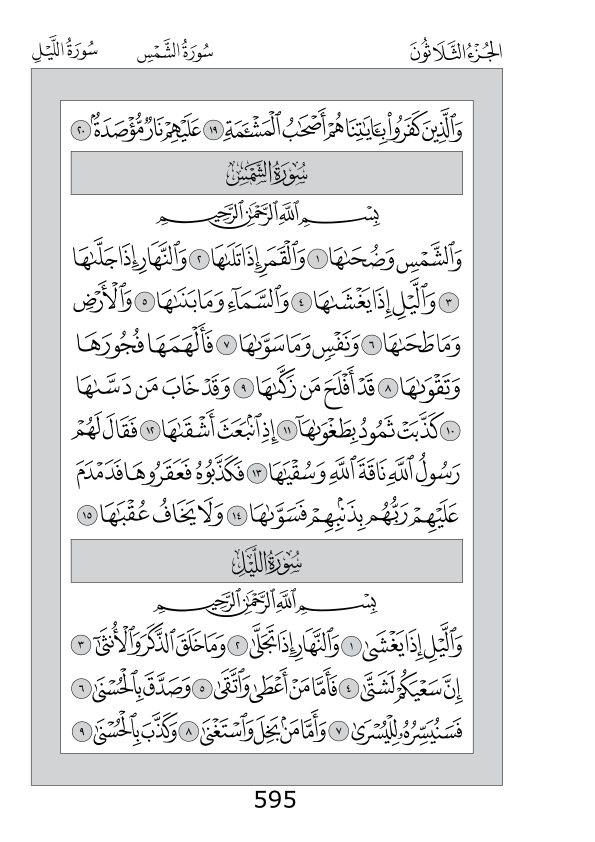 الجُزْءُ الثَّلَاثُونَ سُورَةُ الشَّمْسِ سُورَةُ اللَّيْلِ
وَٱلَّذِينَ كَفَرُوا۟ بِـَٔايَٰتِنَا هُمْ أَصْحَٰبُ ٱلْمَشْـَٔمَةِ ١٩ عَلَيْهِمْ نَارٌ مُّؤْصَدَةٌۢ ٢٠
سُورَةُ الشَّمْسِ
بِسْمِ ٱللَّهِ ٱلرَّحْمَٰنِ ٱلرَّحِيمِ
وَٱلشَّمْسِ وَضُحَىٰهَا ١ وَٱلْقَمَرِ إِذَا تَلَىٰهَا ٢ وَٱلنَّهَارِ إِذَا جَلَّىٰهَا
٣ وَٱلَّيْلِ إِذَا يَغْشَىٰهَا ٤ وَٱلسَّمَآءِ وَمَا بَنَىٰهَا ٥ وَٱلْأَرْضِ
وَمَا طَحَىٰهَا ٦ وَنَفْسٍ وَمَا سَوَّىٰهَا ٧ فَأَلْهَمَهَا فُجُورَهَا
وَتَقْوَىٰهَا ٨ قَدْ أَفْلَحَ مَن زَكَّىٰهَا ٩ وَقَدْ خَابَ مَن دَسَّىٰهَا
١٠ كَذَّبَتْ ثَمُودُ بِطَغْوَىٰهَآ ١١ إِذِ ٱنۢبَعَثَ أَشْقَىٰهَا ١٢ فَقَالَ لَهُمْ
رَسُولُ ٱللَّهِ نَاقَةَ ٱللَّهِ وَسُقْيَٰهَا ١٣ فَكَذَّبُوهُ فَعَقَرُوهَا فَدَمْدَمَ
عَلَيْهِمْ رَبُّهُم بِذَنۢبِهِمْ فَسَوَّىٰهَا ١٤ وَلَا يَخَافُ عُقْبَٰهَا ١٥
سُورَةُ اللَّيْلِ
بِسْمِ ٱللَّهِ ٱلرَّحْمَٰنِ ٱلرَّحِيمِ
وَٱلَّيْلِ إِذَا يَغْشَىٰ ١ وَٱلنَّهَارِ إِذَا تَجَلَّىٰ ٢ وَمَا خَلَقَ ٱلذَّكَرَ وَٱلْأُنثَىٰٓ ٣
إِنَّ سَعْيَكُمْ لَشَتَّىٰ ٤ فَأَمَّا مَنْ أَعْطَىٰ وَٱتَّقَىٰ ٥ وَصَدَّقَ بِٱلْحُسْنَىٰ ٦
فَسَنُيَسِّرُهُۥ لِلْيُسْرَىٰ ٧ وَأَمَّا مَنۢ بَخِلَ وَٱسْتَغْنَىٰ ٨ وَكَذَّبَ بِٱلْحُسْنَىٰ ٩
595